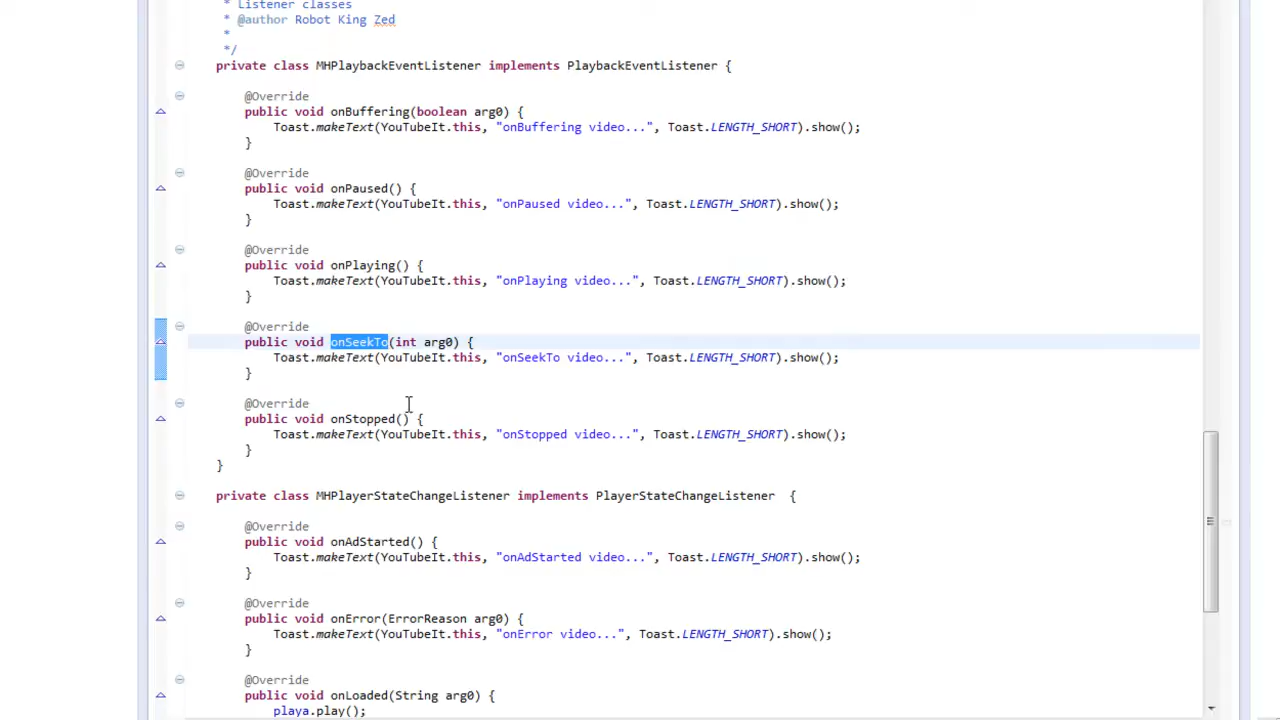 * Listener classes
* @author Robot King Zed
*
*/
private class MHPlaybackEventListener implements PlaybackEventListener {
@Override
public void onBuffering(boolean arg0) {
Toast.makeText(YouTubeIt.this, "onBuffering video...", Toast.LENGTH_SHORT).show();
}
@Override
public void onPaused() {
Toast.makeText(YouTubeIt.this, "onPaused video...", Toast.LENGTH_SHORT).show();
}
@Override
public void onPlaying() {
Toast.makeText(YouTubeIt.this, "onPlaying video...", Toast.LENGTH_SHORT).show();
}
@Override
public void onSeekTo(int arg0) {
Toast.makeText(YouTubeIt.this, "onSeekTo video...", Toast.LENGTH_SHORT).show();
}
@Override
public void onStopped() {
Toast.makeText(YouTubeIt.this, "onStopped video...", Toast.LENGTH_SHORT).show();
}
}
private class MHPlayerStateChangeListener implements PlayerStateChangeListener  {
@Override
public void onAdStarted() {
Toast.makeText(YouTubeIt.this, "onAdStarted video...", Toast.LENGTH_SHORT).show();
}
@Override
public void onError(ErrorReason arg0) {
Toast.makeText(YouTubeIt.this, "onError video...", Toast.LENGTH_SHORT).show();
}
@Override
public void onLoaded(String arg0) {
playa.play();